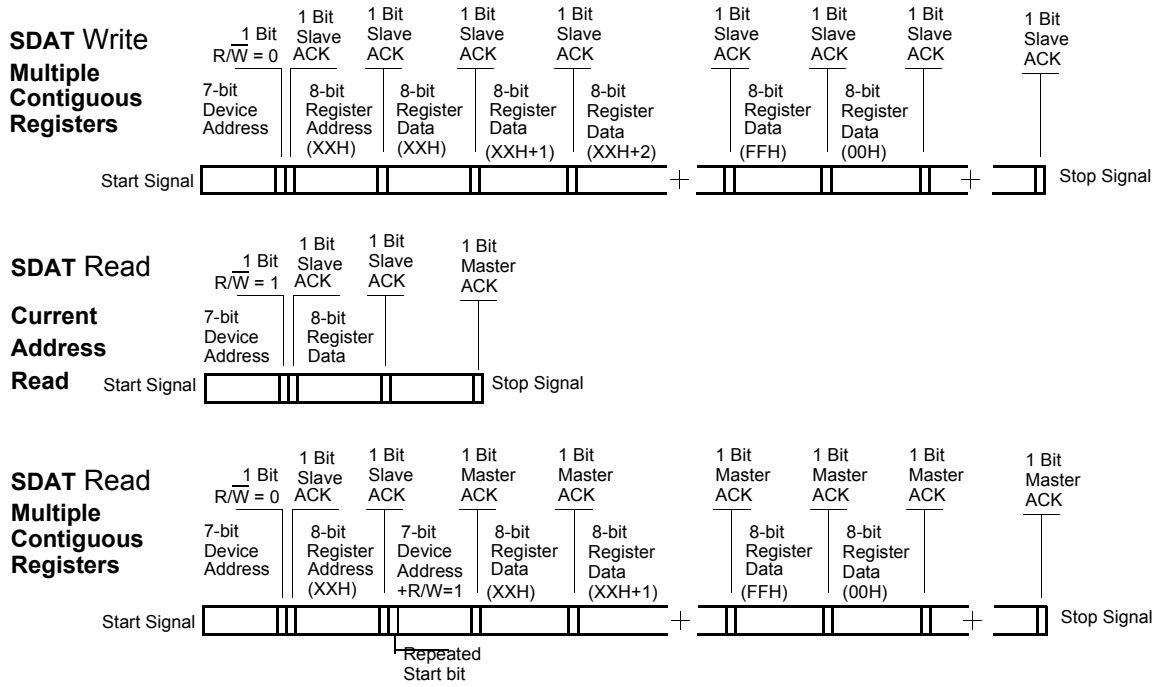 SDAT Write
Multiple
Contiguous
Registers
1 Bit
R/W = 0
1 Bit
Slave
ACK
1 Bit
Slave
ACK
1 Bit
Slave
ACK
1 Bit
Slave
ACK
1 Bit
Slave
ACK
1 Bit
Slave
ACK
1 Bit
Slave
ACK
1 Bit
Slave
ACK
7-bit
Device
Address
8-bit
Register
Address
(XXH)
8-bit
Register
Data
(XXH)
8-bit
Register
Data
(XXH+1)
8-bit
Register
Data
(XXH+2)
8-bit
Register
Data
(FFH)
8-bit
Register
Data
(00H)
Start Signal
+
+
Stop Signal
SDAT Read
Current
Address
Read
1 Bit
R/W = 1
1 Bit
Slave
ACK
1 Bit
Slave
ACK
1 Bit
Master
ACK
7-bit
Device
Address
8-bit
Register
Data
Start Signal
Stop Signal
SDAT Read
Multiple
Contiguous
Registers
1 Bit
R/W = 0
1 Bit
Slave
ACK
1 Bit
Slave
ACK
1 Bit
Master
ACK
1 Bit
Master
ACK
1 Bit
Master
ACK
1 Bit
Master
ACK
1 Bit
Master
ACK
1 Bit
Master
ACK
7-bit
Device
Address
8-bit
Register
Address
(XXH)
7-bit
Device
Address
+R/W=1
8-bit
Register
Data
(XXH)
8-bit
Register
Data
(XXH+1)
8-bit
Register
Data
(FFH)
8-bit
Register
Data
(00H)
Start Signal
+
+
Stop Signal
Repeated
Start bit